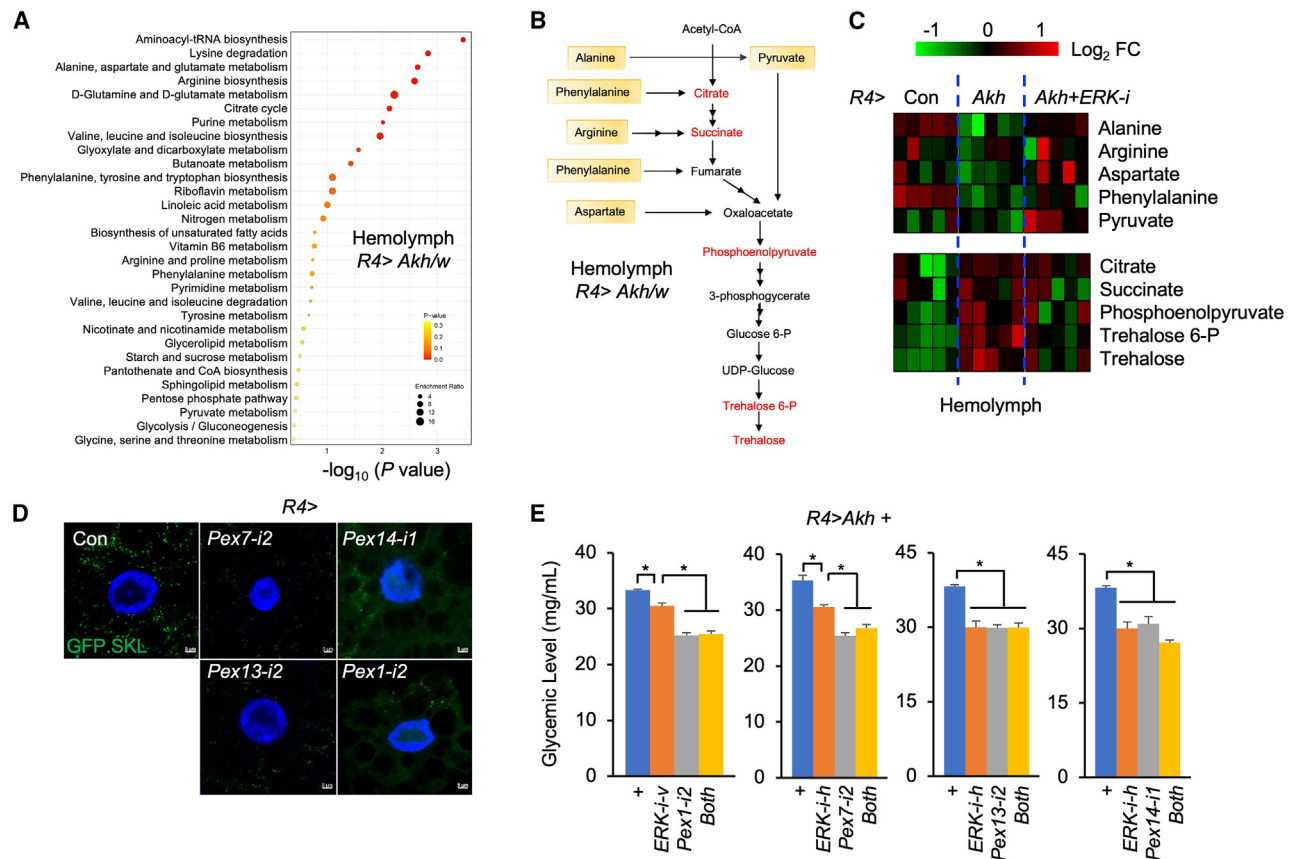 A
Aminoacyl-tRNA biosynthesis
Lysine degradation
Alanine, aspartate and glutamate metabolism
Arginine biosynthesis
D-Glutamine and D-glutamate metabolism
Citrate cycle
Purine metabolism
Valine, leucine and isoleucine biosynthesis
Glyoxylate and dicarboxylate metabolism
Butanoate metabolism
Phenylalanine, tyrosine and tryptophan biosynthesis
Riboflavin metabolism
Linoleic acid metabolism
Nitrogen metabolism
Biosynthesis of unsaturated fatty acids
Vitamin B6 metabolism
Arginine and proline metabolism
Phenylalanine metabolism
Pyrimidine metabolism
Valine, leucine and isoleucine degradation
Tyrosine metabolism
Nicotinate and nicotinamide metabolism
Glycerolipid metabolism
Starch and sucrose metabolism
Pantothenate and CoA biosynthesis
Sphingolipid metabolism
Pentose phosphate pathway
Pyruvate metabolism
Glycolysis / Gluconeogenesis
Glycine, serine and threonine metabolism
Hemolymph
R4> Akh/w
P-value
0.3
0.2
0.1
0.0
Enrichment Ratio
4
8
12
16
1 2 3
-log10 (P value)
B
Acetyl-CoA
Alanine Pyruvate
Phenylalanine Citrate
Arginine Succinate
Phenylalanine Fumarate
Aspartate Oxaloacetate
Phosphoenolpyruvate
Hemolymph
R4> Akh/w
3-phosphogycerate
Glucose 6-P
UDP-Glucose
Trehalose 6-P
Trehalose
C
-1 1
Log2 FC
R4> Con Akh Akh+ERK-i
Alanine
Arginine
Aspartate
Phenylalanine
Pyruvate
Citrate
Succinate
Phosphoenolpyruvate
Trehalose 6-P
Trehalose
Hemolymph
D
R4>
Con Pex7-i2 Pex14-i1
GFP.SKL
5 µm 5 µm 5 µm
Pex13-i2 Pex1-i2
5 µm 5 µm
E
R4>Akh +
Glycemic Level (mg/mL)
40
30
20
10
0
* *
+ ERK-i-v Pex1-i2 Both
40
30
20
10
0
* *
+ ERK-i-h Pex7-i2 Both
45
30
15
0
*
+ ERK-i-h Pex13-i2 Both
45
30
15
0
*
+ ERK-i-h Pex14-i1 Both